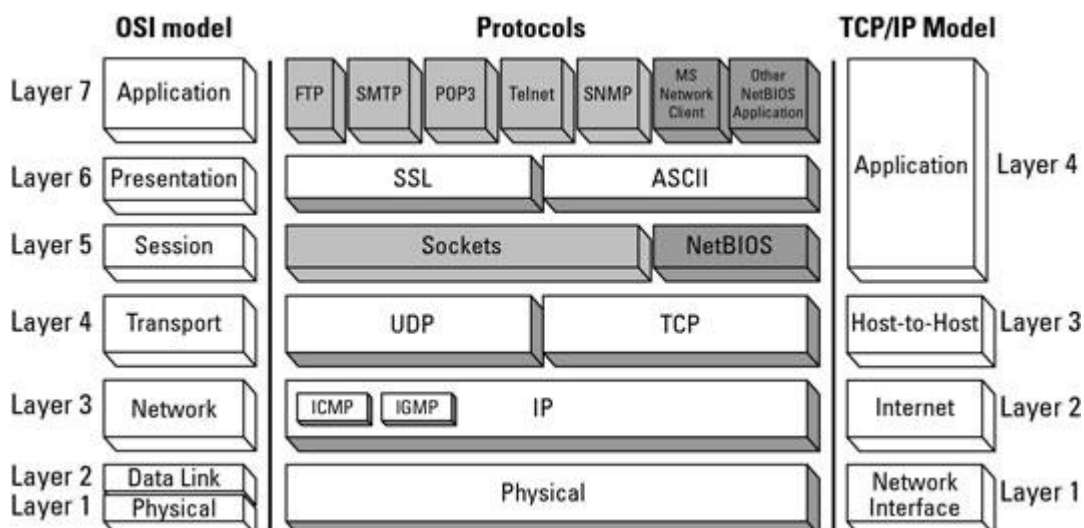 OSI model Protocols TCP/IP Model
Layer 7 Application FTP SMTP POP3 Telnet SNMP MS Network Client Other NetBIOS Application
Layer 6 Presentation SSL ASCII Application Layer 4
Layer 5 Session Sockets NetBIOS
Layer 4 Transport UDP TCP Host-to-Host Layer 3
Layer 3 Network ICMP IGMP IP Internet Layer 2
Layer 2 Data Link
Layer 1 Physical Physical Network Interface Layer 1